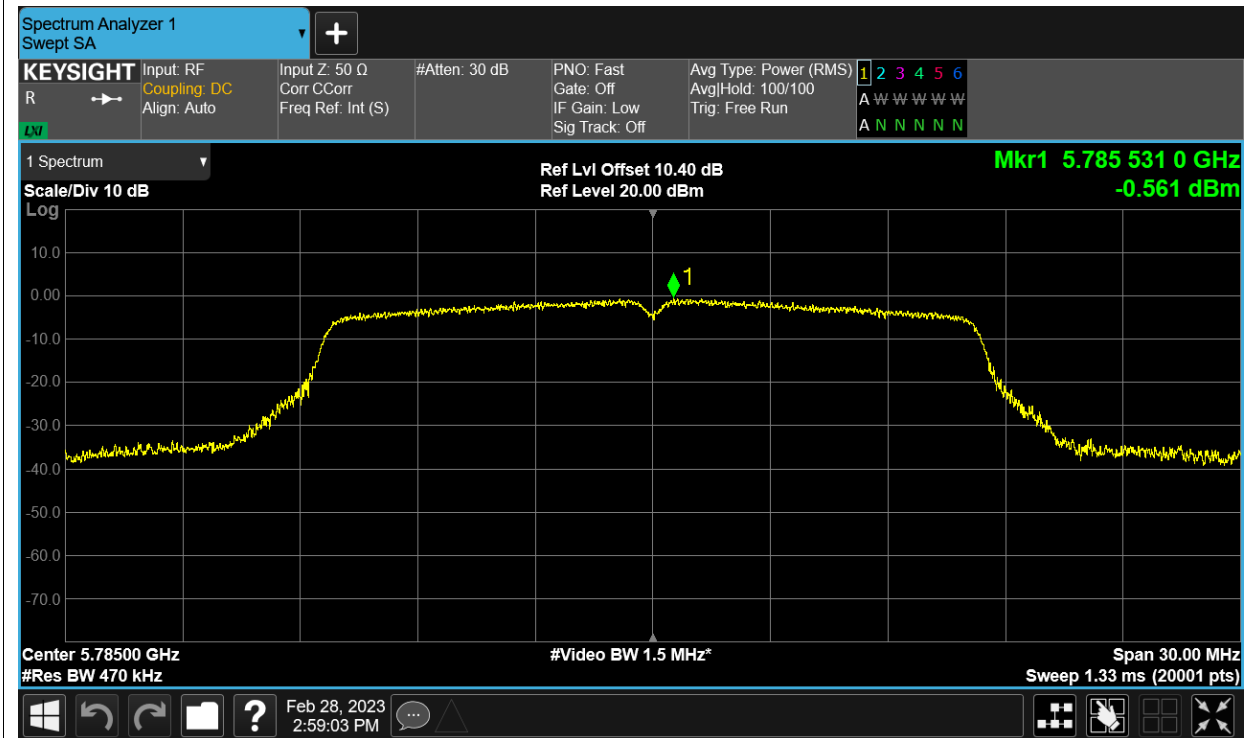 Spectrum Analyzer 1
Swept SA
KEYSIGHT
R
LXI
Input: RF
Coupling: DC
Align: Auto
Input Z: 50 Ω
Corr CCorr
Freq Ref: Int (S)
#Atten: 30 dB
PNO: Fast
Gate: Off
IF Gain: Low
Sig Track: Off
Avg Type: Power (RMS)
Avg|Hold: 100/100
Trig: Free Run
1 2 3 4 5 6
A W W W W W
A N N N N N
1 Spectrum
Scale/Div 10 dB
Log
Ref Lvl Offset 10.40 dB
Ref Level 20.00 dBm
Mkr1 5.785 531 0 GHz
-0.561 dBm
1
10.0
0.00
-10.0
-20.0
-30.0
-40.0
-50.0
-60.0
-70.0
Center 5.78500 GHz
#Res BW 470 kHz
#Video BW 1.5 MHz*
Span 30.00 MHz
Sweep 1.33 ms (20001 pts)
?
Feb 28, 2023
2:59:03 PM